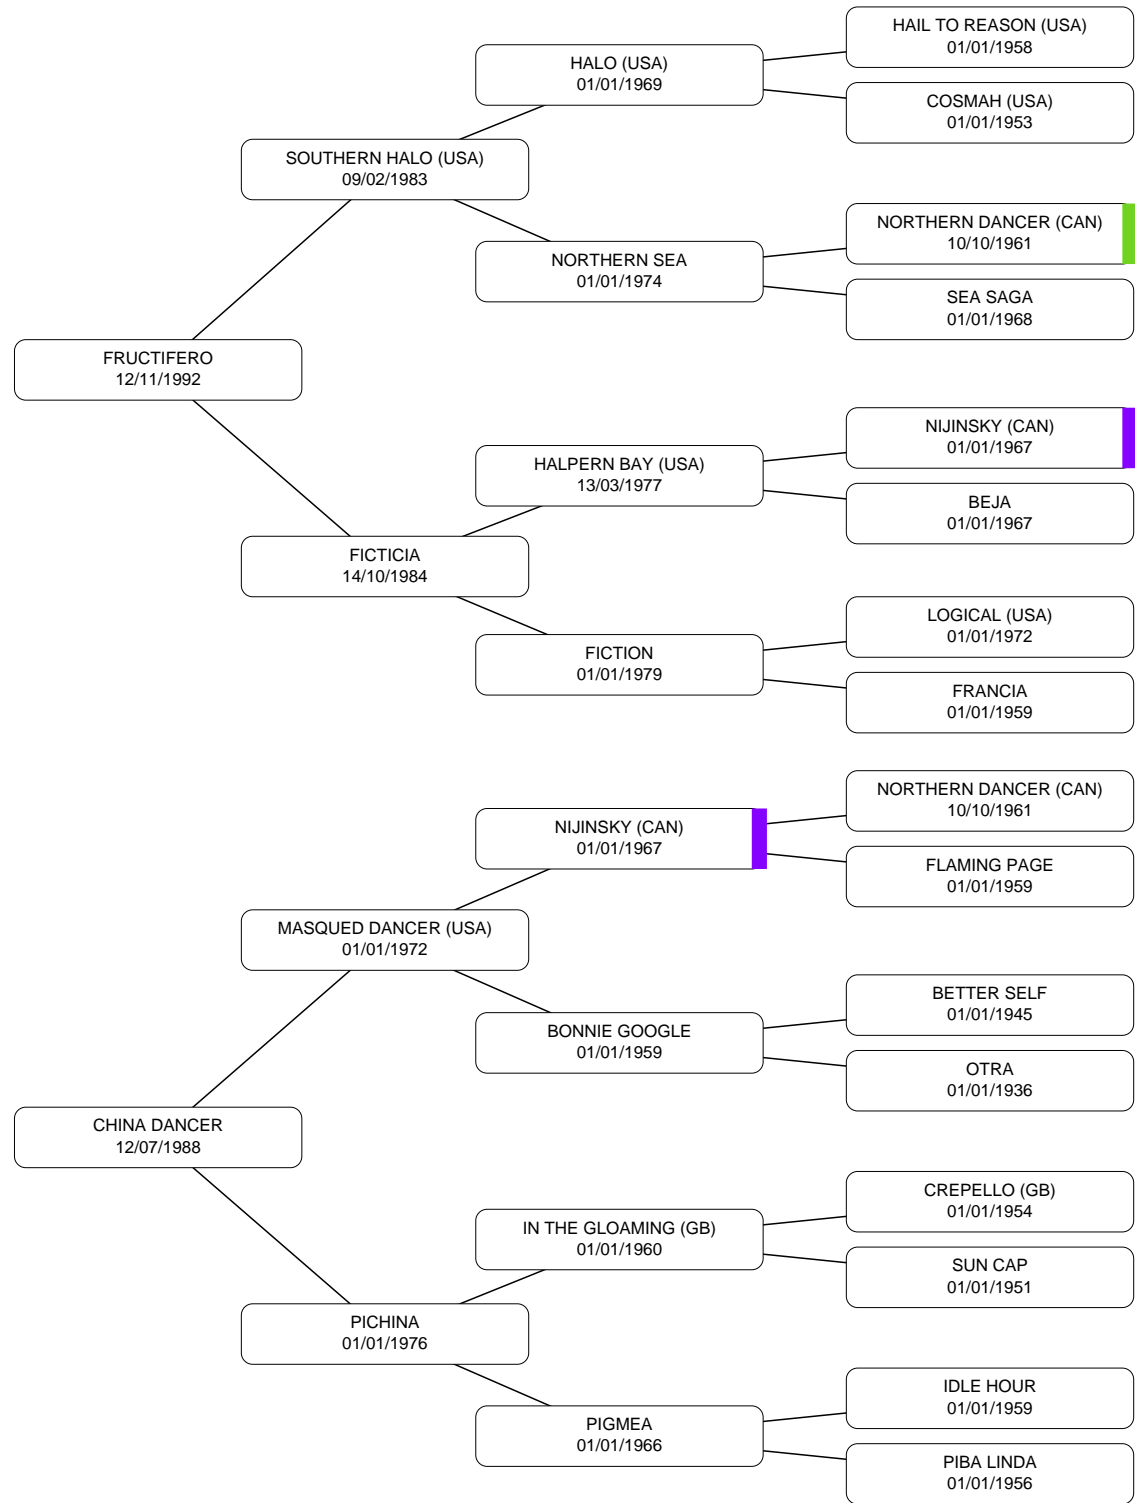 HAIL TO REASON (USA)
01/01/1958
HALO (USA)
01/01/1969
COSMAH (USA)
01/01/1953
SOUTHERN HALO (USA)
09/02/1983
NORTHERN DANCER (CAN)
10/10/1961
NORTHERN SEA
01/01/1974
SEA SAGA
01/01/1968
FRUCTIFERO
12/11/1992
NIJINSKY (CAN)
01/01/1967
HALPERN BAY (USA)
13/03/1977
BEJA
01/01/1967
FICTICIA
14/10/1984
LOGICAL (USA)
01/01/1972
FICTION
01/01/1979
FRANCIA
01/01/1959
NORTHERN DANCER (CAN)
10/10/1961
NIJINSKY (CAN)
01/01/1967
FLAMING PAGE
01/01/1959
MASQUED DANCER (USA)
01/01/1972
BETTER SELF
01/01/1945
BONNIE GOOGLE
01/01/1959
OTRA
01/01/1936
CHINA DANCER
12/07/1988
CREPELLO (GB)
01/01/1954
IN THE GLOAMING (GB)
01/01/1960
SUN CAP
01/01/1951
PICHINA
01/01/1976
IDLE HOUR
01/01/1959
PIGMEA
01/01/1966
PIBA LINDA
01/01/1956